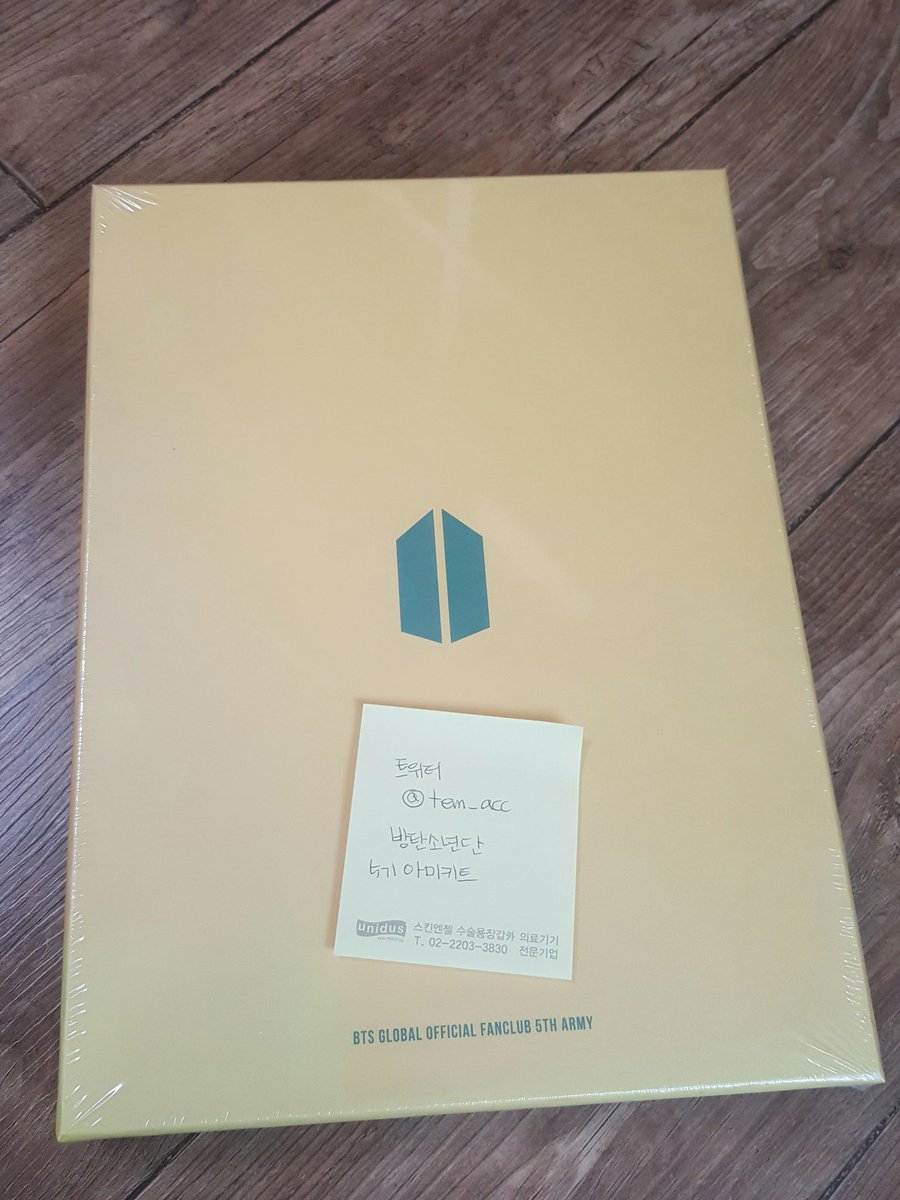 트위터
@tem_acc
방탄소년단
5기 아미키트
unidus
스킨엔젤 수술용장갑外 의료기기
T. 02-2203-3830 전문기업
BTS GLOBAL OFFICIAL FANCLUB 5TH ARMY